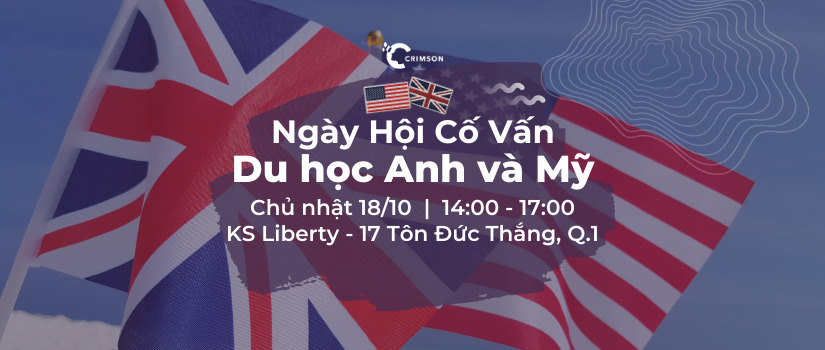 CRIMSON
Ngày Hội Cố Vấn
Du học Anh và Mỹ
Chủ nhật 18/10 | 14:00 - 17:00
KS Liberty - 17 Tôn Đức Thắng, Q.1